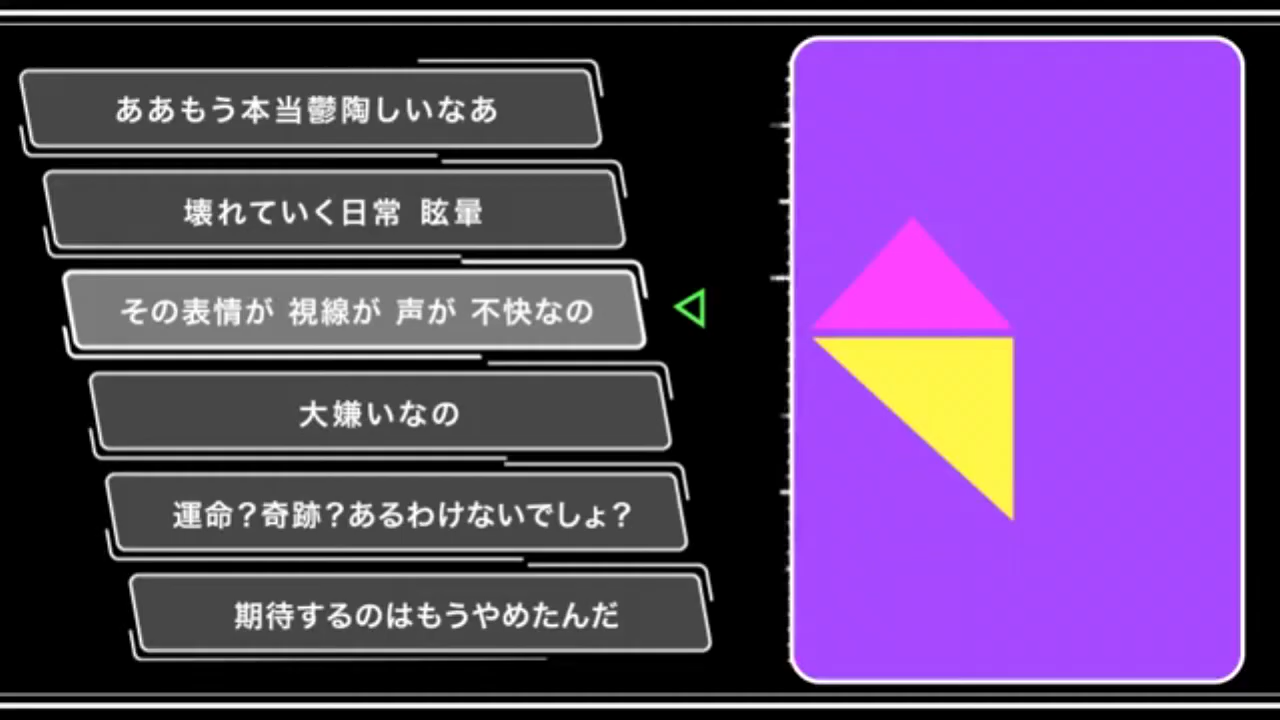 ああもう本当鬱陶しいなあ
壊れていく日常 眩暈
その表情が 視線が 声が 不快なの
大嫌いなの
運命？奇跡？あるわけないでしょ？
期待するのはもうやめたんだ